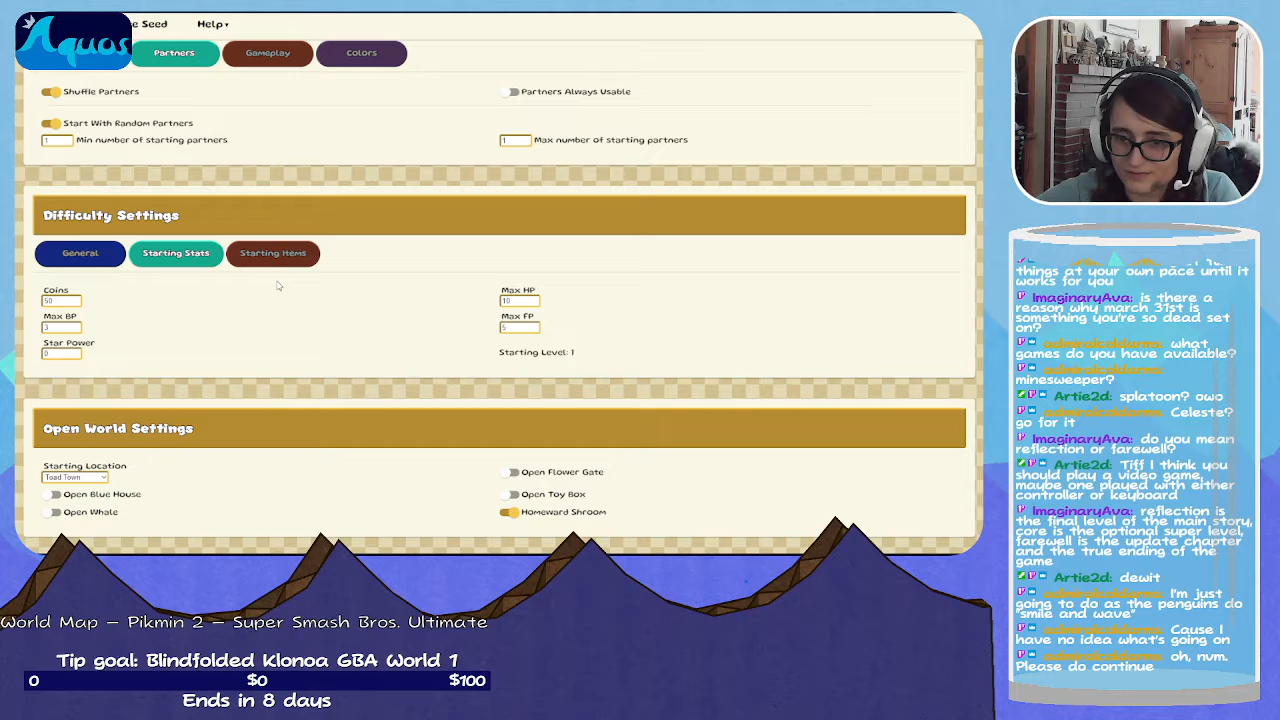 Aquos
e Seed
Help ▾
Partners
Gameplay
Colors
Shuffle Partners
Partners Always Usable
Start With Random Partners
1 Min number of starting partners
1 Max number of starting partners
Difficulty Settings
General
Starting Stats
Starting Items
Coins
50
Max HP
10
Max BP
3
Max FP
5
Star Power
0
Starting Level: 1
Open World Settings
Starting Location
Toad Town
Open Flower Gate
Open Blue House
Open Toy Box
Open Whale
Homeward Shroom
World Map – Pikmin 2 – Super Smash Bros. Ultimate
Tip goal: Blindfolded Klonoa GBA World 1
0 $0 $100
Ends in 8 days
things at your own pace until it
works for you
ImaginaryAva: is there a
reason why march 31st is
something you're so dead set
on?
admiralcoldarms: what
games do you have available?
admiralcoldarms:
minesweeper?
Artie2d: splatoon? owo
admiralcoldarms: Celeste?
go for it
ImaginaryAva: do you mean
reflection or farewell?
Artie2d: Tiff I think you
should play a video game,
maybe one played with either
controller or keyboard
ImaginaryAva: reflection is
the final level of the main story,
core is the optional super level,
farewell is the update chapter
and the true ending of the
game
Artie2d: dewit
admiralcoldarms: I'm just
going to do as the penguins do
"smile and wave"
admiralcoldarms: Cause I
have no idea what's going on
admiralcoldarms: oh, nvm.
Please do continue